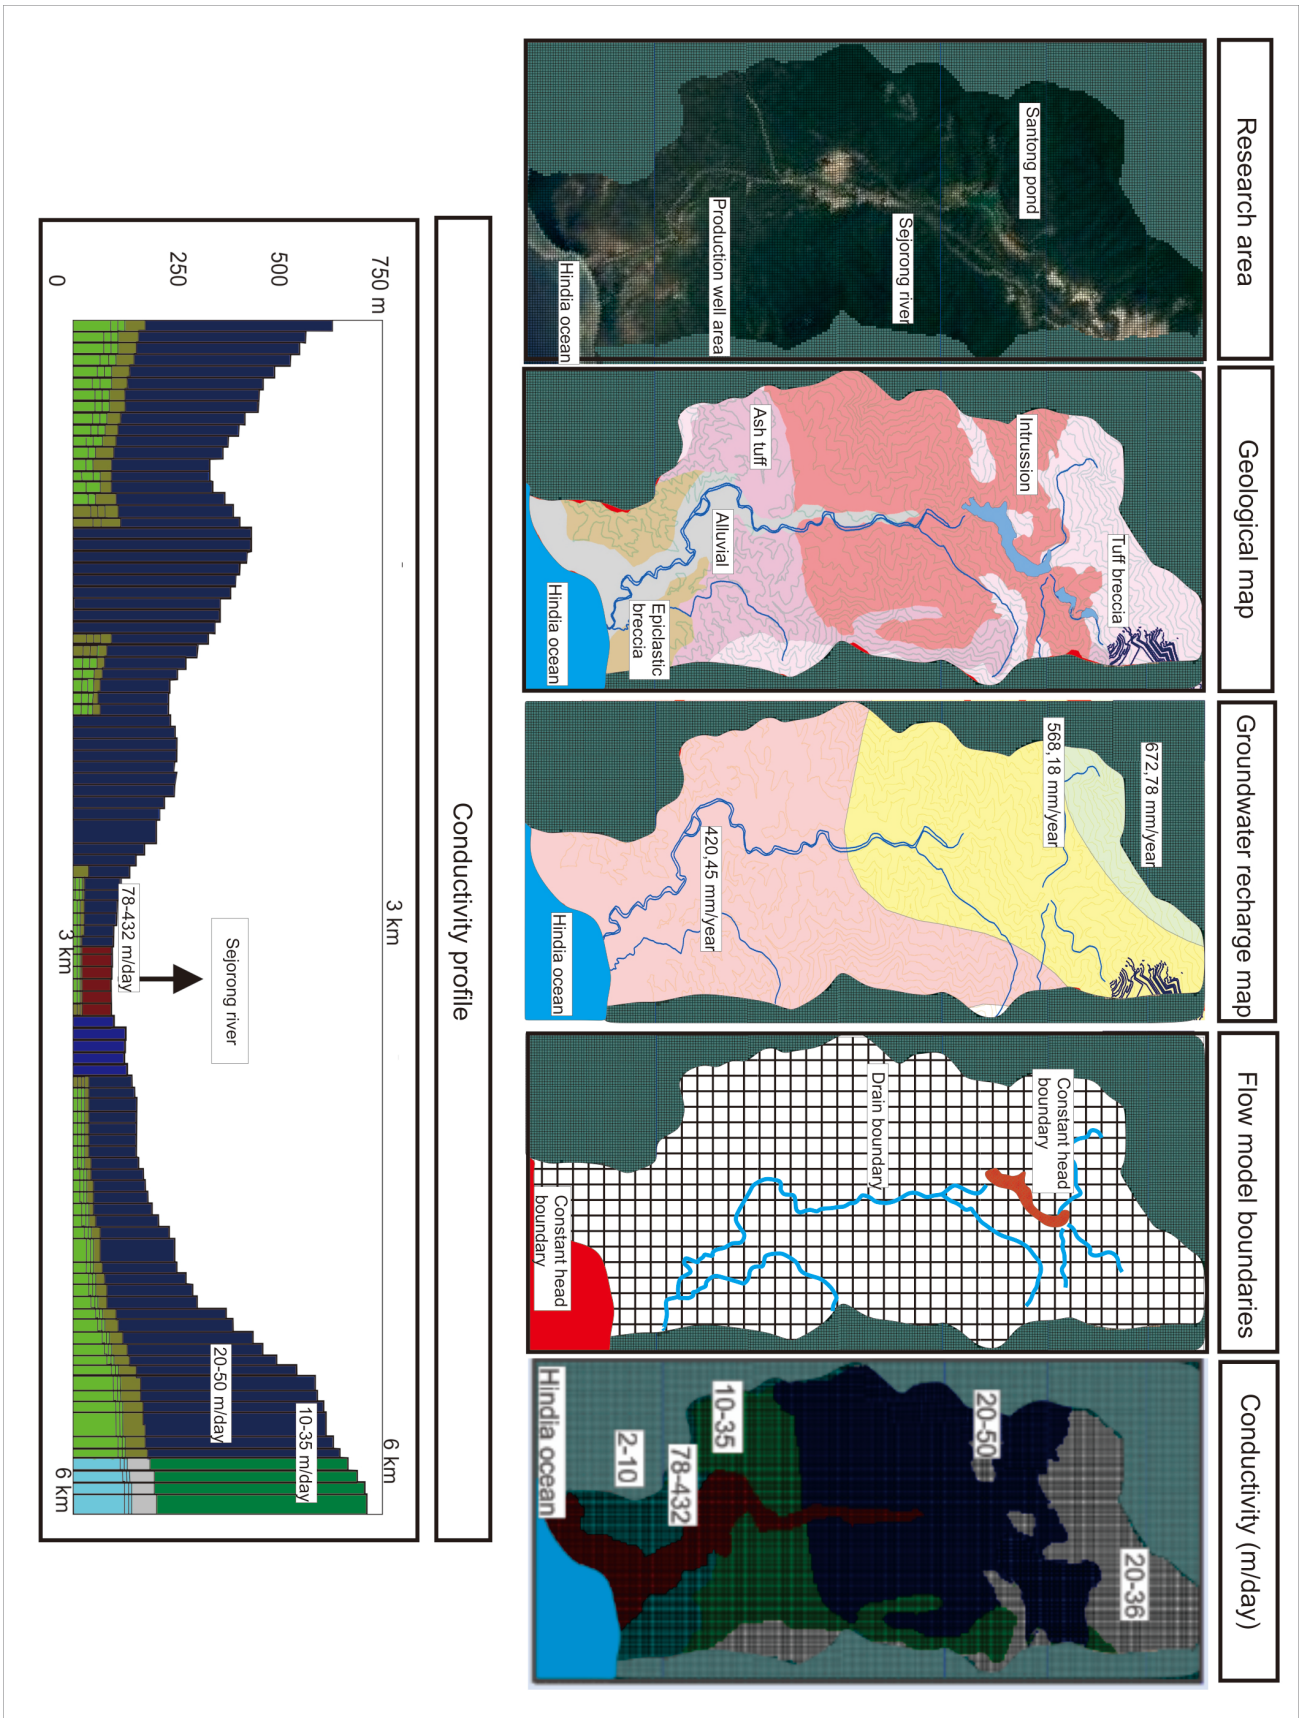 Research area
Santong pond
Sejorong river
Production well area
Hindia ocean
Geological map
Tuff breccia
Intrussion
Ash tuff
Alluvial
Epiclastic
breccia
Hindia ocean
Groundwater recharge map
672,78 mm/year
568,18 mm/year
420,45 mm/year
Hindia ocean
Flow model boundaries
Constant head
boundary
Drain boundary
Constant head
boundary
Conductivity (m/day)
20-36
20-50
10-35
78-432
2-10
Hindia ocean
Conductivity profile
750 m
500
250
0
3 km
6 km
Sejorong river
78-432 m/day
20-50 m/day
10-35 m/day
3 km
6 km